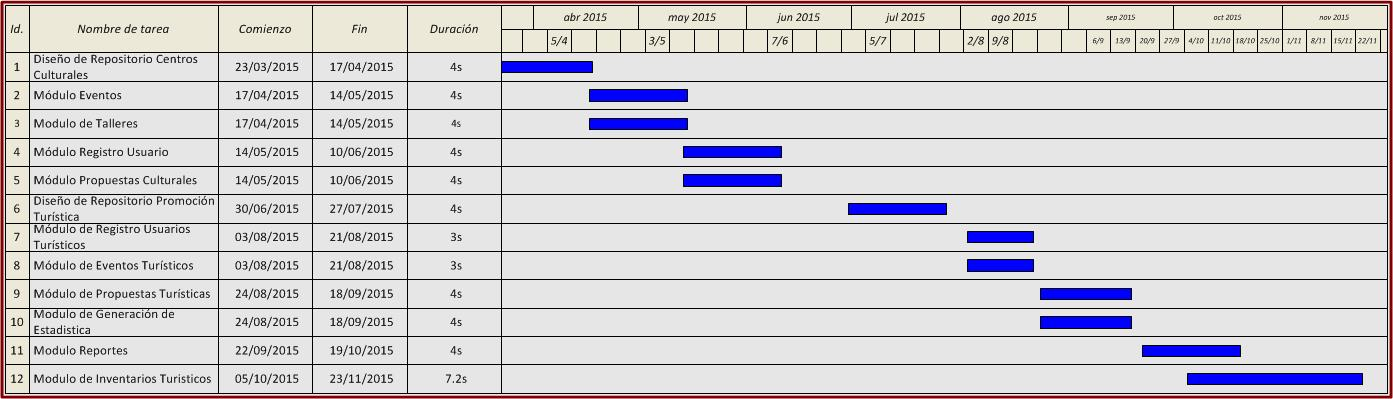 Id. Nombre de tarea Comienzo Fin Duración abr 2015 may 2015 jun 2015 jul 2015 ago 2015 sep 2015 oct 2015 nov 2015
5/4 3/5 7/6 5/7 2/8 9/8 6/9 13/9 20/9 27/9 4/10 11/10 18/10 25/10 1/11 8/11 15/11 22/11
1 Diseño de Repositorio Centros Culturales 23/03/2015 17/04/2015 4s
2 Módulo Eventos 17/04/2015 14/05/2015 4s
3 Modulo de Talleres 17/04/2015 14/05/2015 4s
4 Módulo Registro Usuario 14/05/2015 10/06/2015 4s
5 Módulo Propuestas Culturales 14/05/2015 10/06/2015 4s
6 Diseño de Repositorio Promoción Turística 30/06/2015 27/07/2015 4s
7 Módulo de Registro Usuarios Turísticos 03/08/2015 21/08/2015 3s
8 Módulo de Eventos Turísticos 03/08/2015 21/08/2015 3s
9 Módulo de Propuestas Turísticas 24/08/2015 18/09/2015 4s
10 Modulo de Generación de Estadistica 24/08/2015 18/09/2015 4s
11 Modulo Reportes 22/09/2015 19/10/2015 4s
12 Modulo de Inventarios Turisticos 05/10/2015 23/11/2015 7.2s